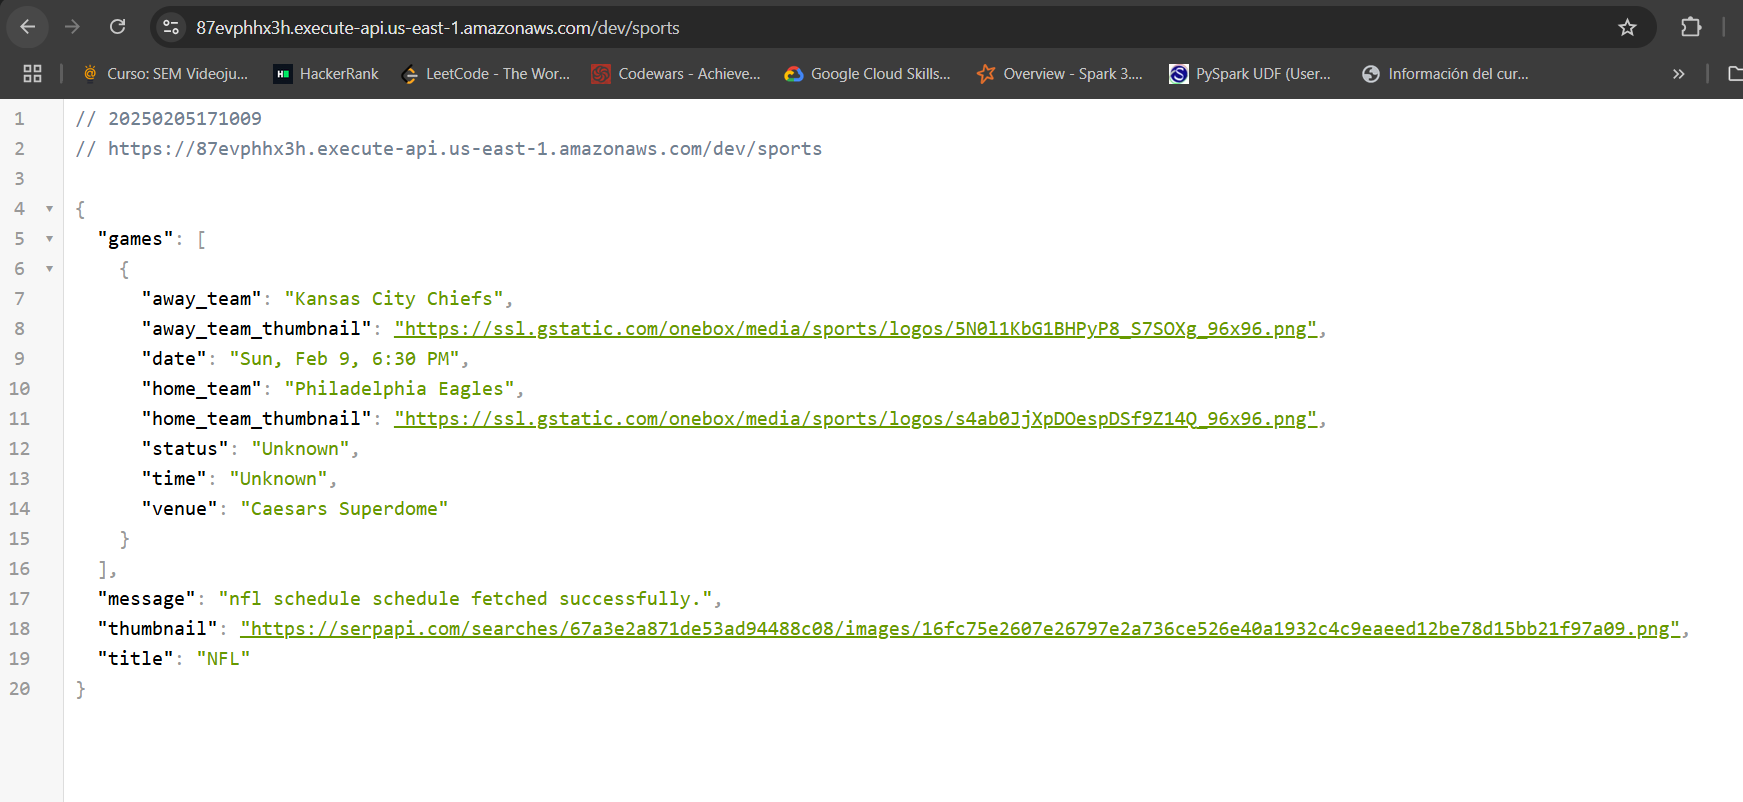 87evphhx3h.execute-api.us-east-1.amazonaws.com/dev/sports
Curso: SEM Videoju... HackerRank LeetCode - The Wor... Codewars - Achieve... Google Cloud Skills... Overview - Spark 3.... PySpark UDF (User... Información del cur... »
1 // 20250205171009
2 // https://87evphhx3h.execute-api.us-east-1.amazonaws.com/dev/sports
3
4 {
5 "games": [
6 {
7 "away_team": "Kansas City Chiefs",
8 "away_team_thumbnail": "https://ssl.gstatic.com/onebox/media/sports/logos/5N0l1KbG1BHPyP8_S7SOXg_96x96.png",
9 "date": "Sun, Feb 9, 6:30 PM",
10 "home_team": "Philadelphia Eagles",
11 "home_team_thumbnail": "https://ssl.gstatic.com/onebox/media/sports/logos/s4ab0JjXpDOespDSf9Z14Q_96x96.png",
12 "status": "Unknown",
13 "time": "Unknown",
14 "venue": "Caesars Superdome"
15 }
16 ],
17 "message": "nfl schedule schedule fetched successfully.",
18 "thumbnail": "https://serpapi.com/searches/67a3e2a871de53ad94488c08/images/16fc75e2607e26797e2a736ce526e40a1932c4c9eaeed12be78d15bb21f97a09.png",
19 "title": "NFL"
20 }